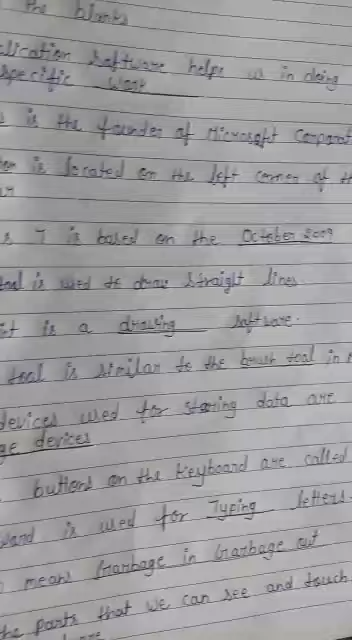 the blanks
lication software helps us in doing
specific work
s is the founder of Microsoft Corporat
is located on the left corner of th
s 7 is based on the October 2009
tool is used to draw straight lines
nt is a drawing software.
tool is similar to the brush tool in
devices used for storing data are
ge devices
buttons on the keyboard are called
oard is used for Typing letters
means Garbage in Garbage out
the parts that we can see and touch